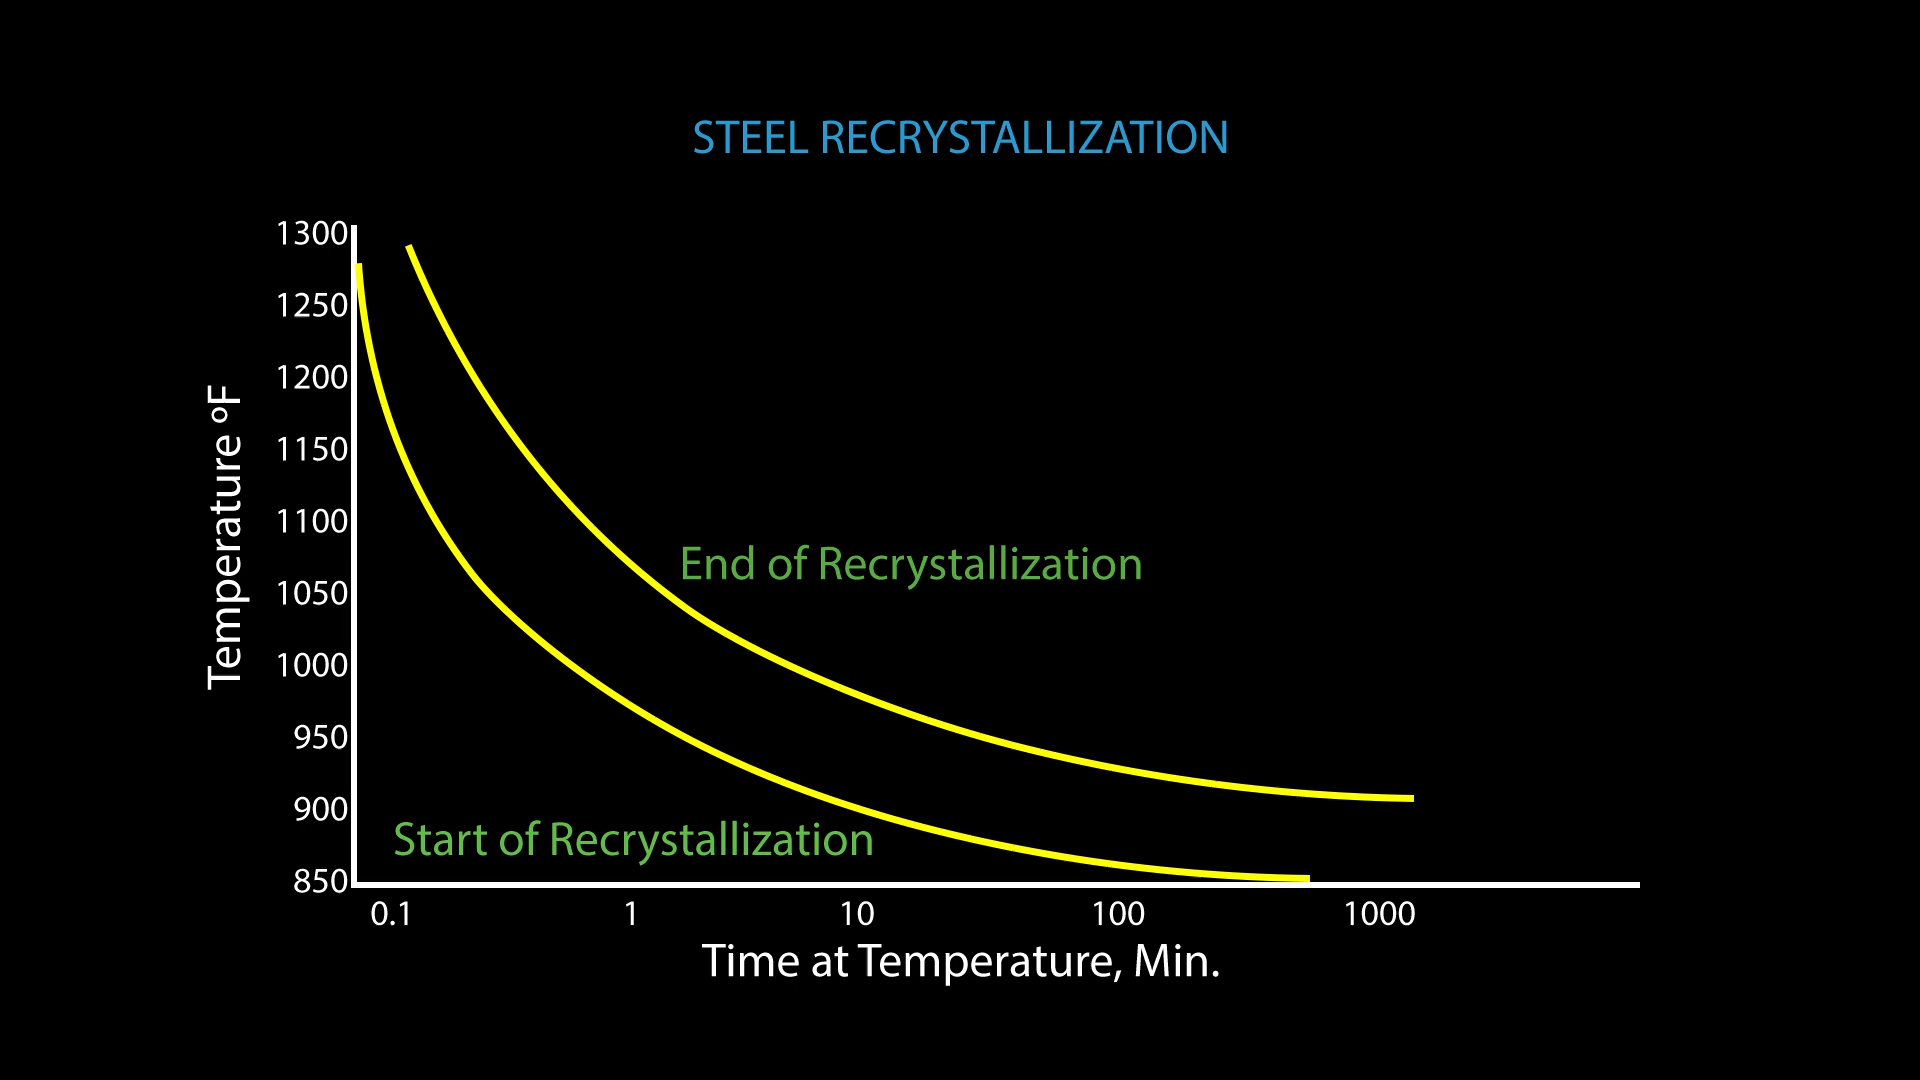 STEEL RECRYSTALLIZATION
1300
1250
1200
1150
1100
1050
1000
950
900
850
Temperature ºF
End of Recrystallization
Start of Recrystallization
0.1 1 10 100 1000
Time at Temperature, Min.